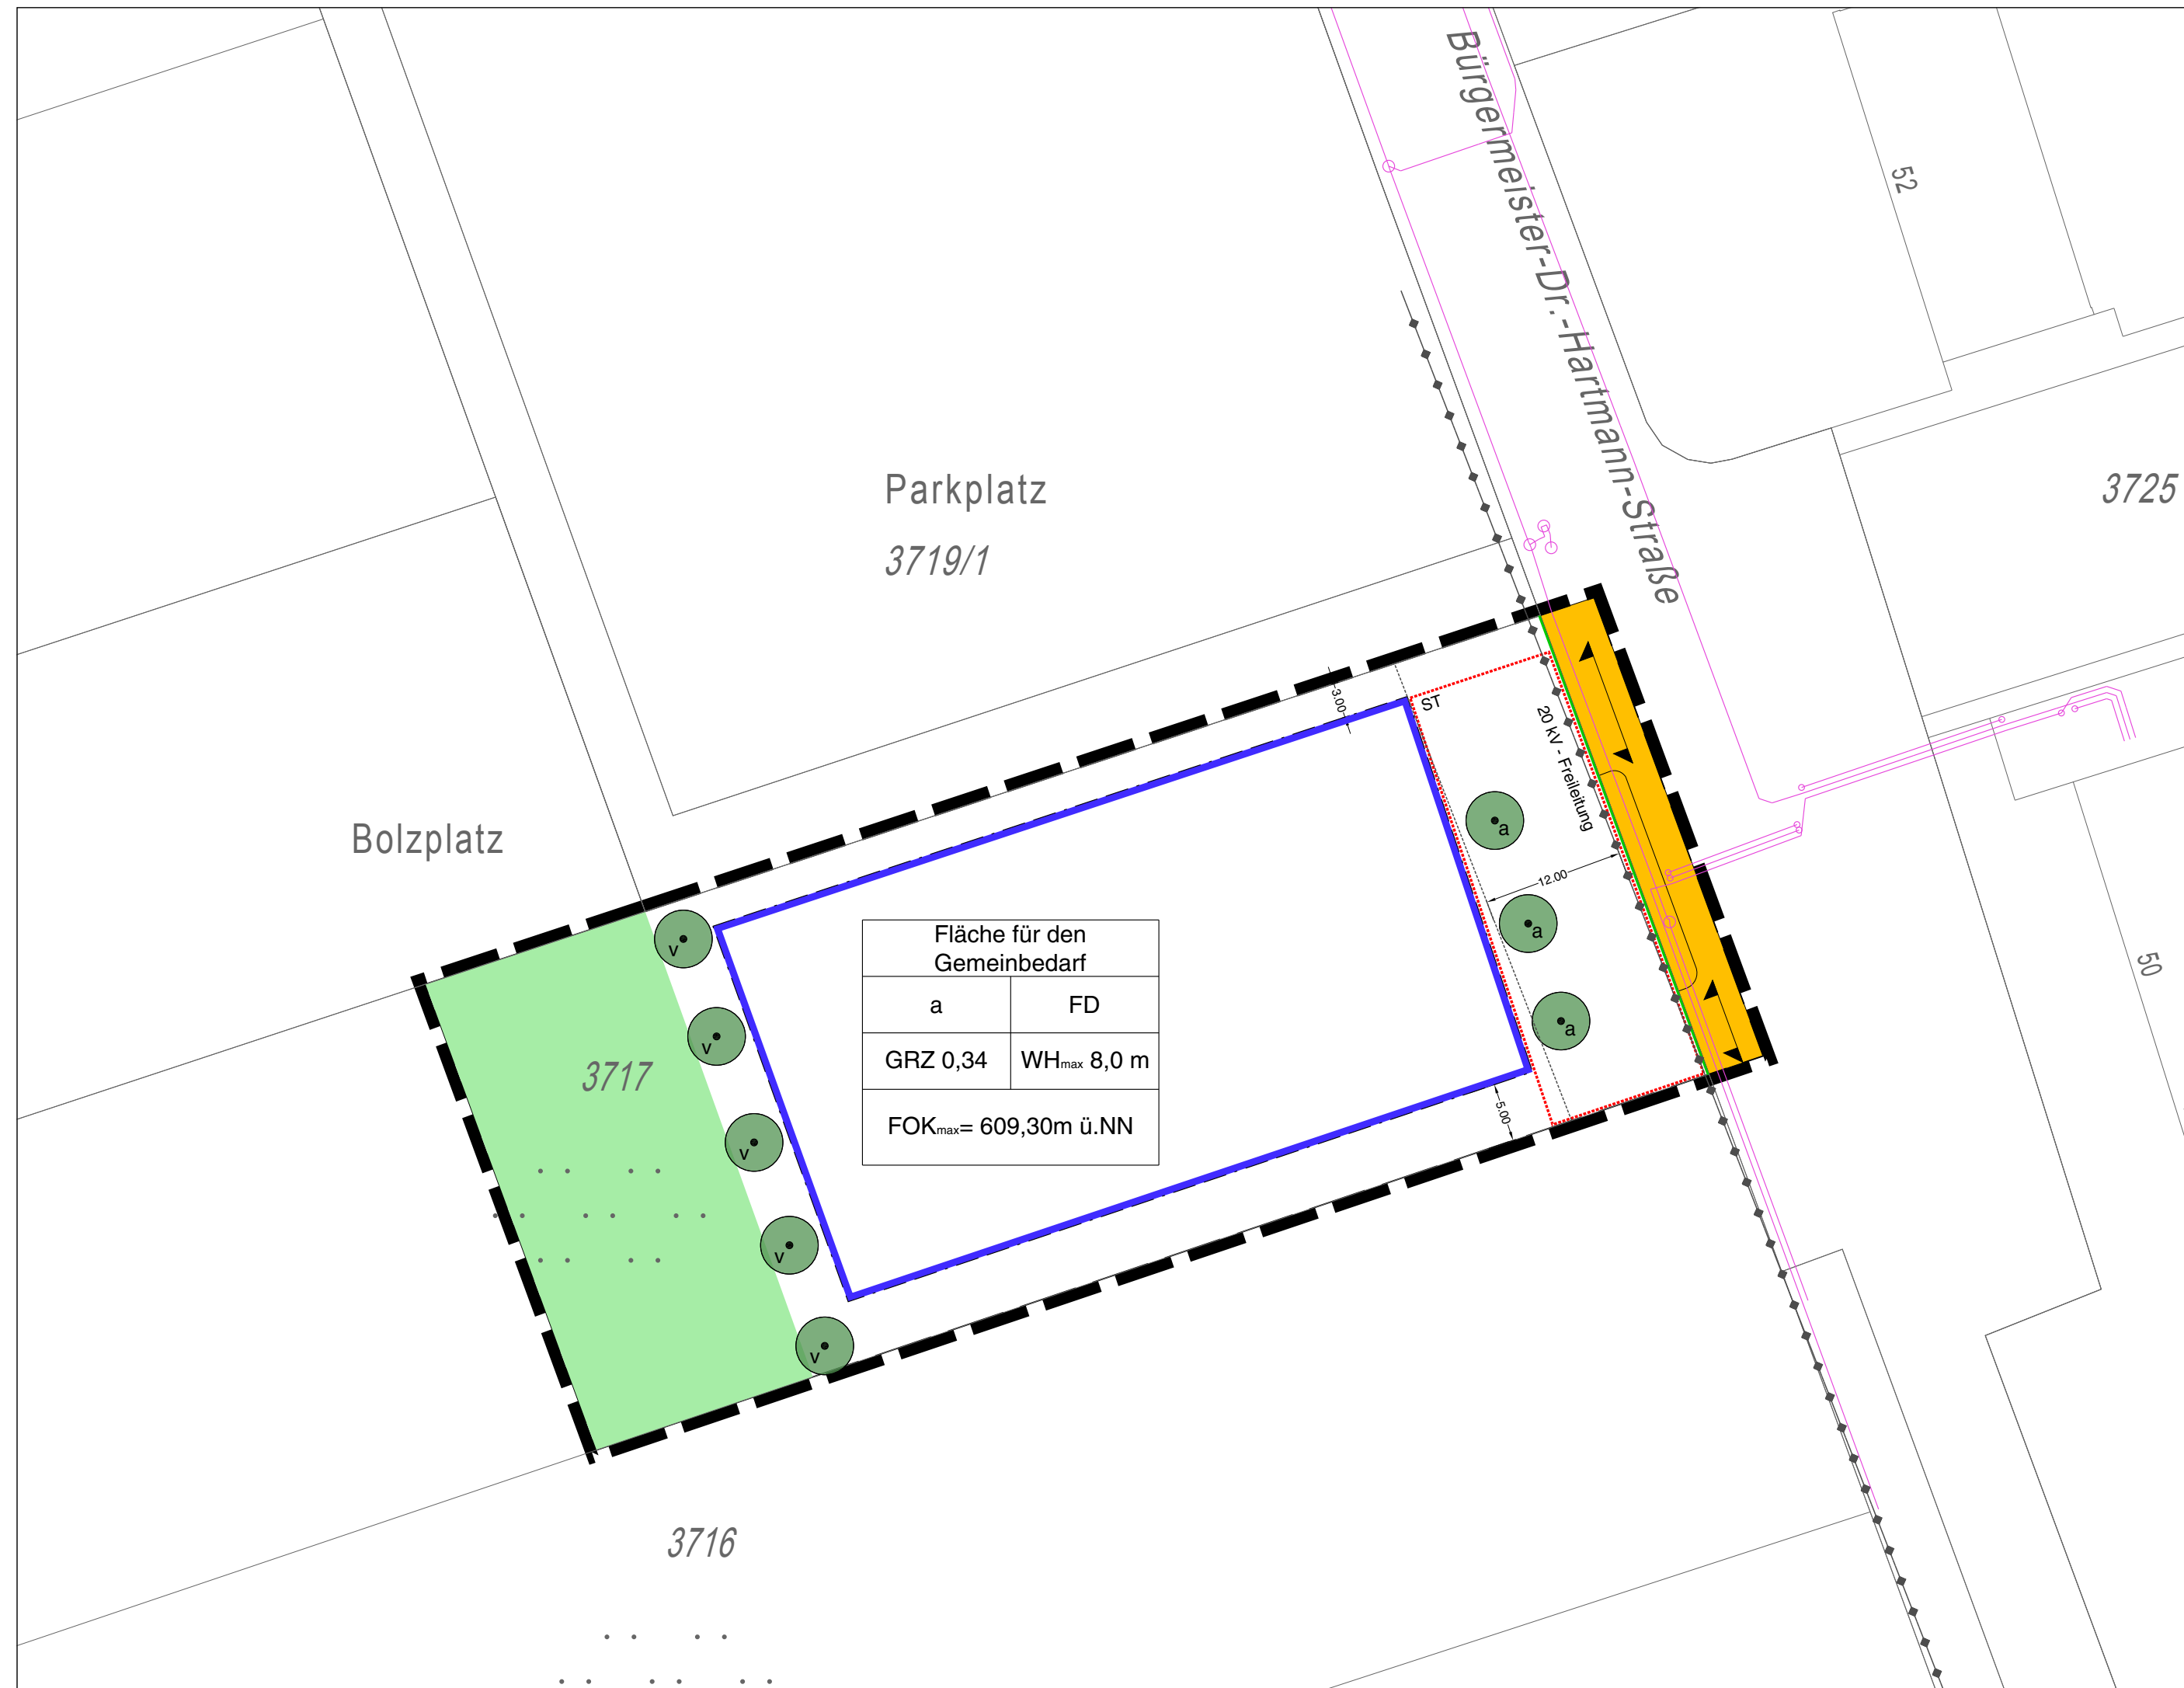 Bürgermeister-Dr.-Hartmann-Straße
52
Parkplatz
3719/1
3725
3.00
ST
20 kV - Freileitung
Bolzplatz
a
12.00
a
v
Fläche für den
Gemeinbedarf
a FD
GRZ 0,34 WHmax 8,0 m
FOKmax= 609,30m ü.NN
50
a
v
3717
5.00
v
v
v
3716